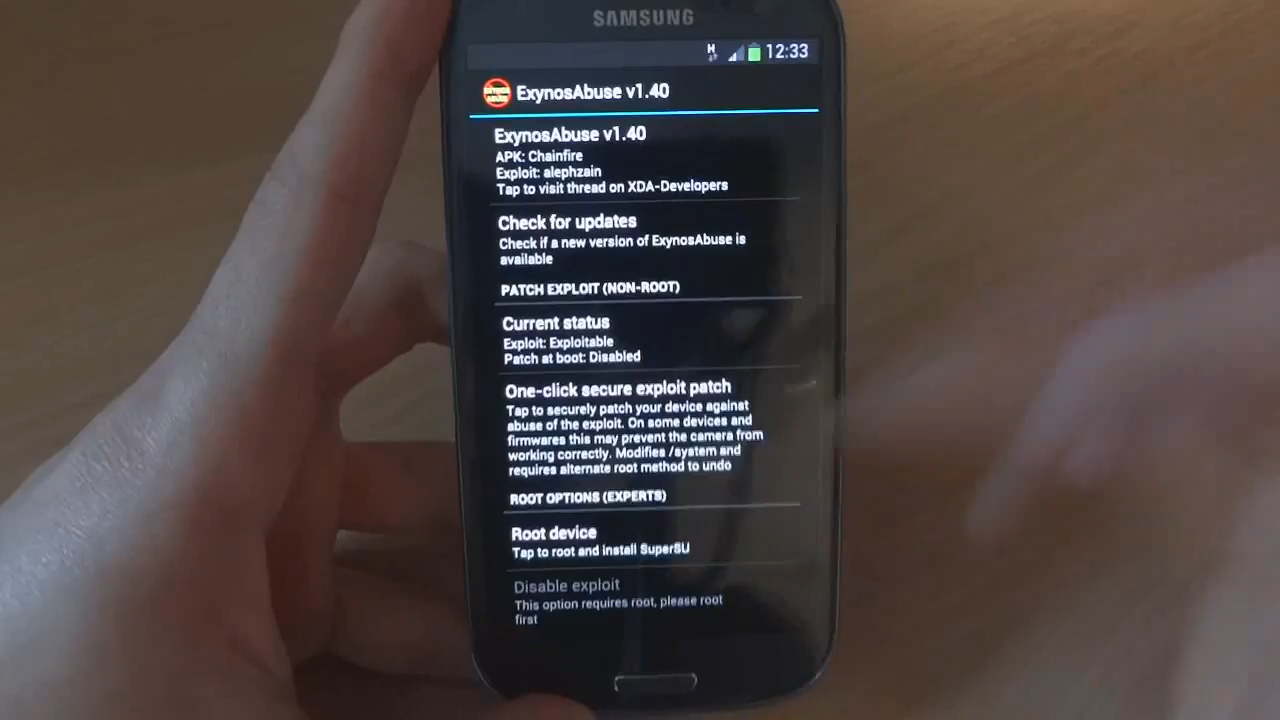 SAMSUNG
H 12:33
ExynosAbuse v1.40
ExynosAbuse v1.40
APK: Chainfire
Exploit: alephzain
Tap to visit thread on XDA-Developers
Check for updates
Check if a new version of ExynosAbuse is
available
PATCH EXPLOIT (NON-ROOT)
Current status
Exploit: Exploitable
Patch at boot: Disabled
One-click secure exploit patch
Tap to securely patch your device against
abuse of the exploit. On some devices and
firmwares this may prevent the camera from
working correctly. Modifies /system and
requires alternate root method to undo
ROOT OPTIONS (EXPERTS)
Root device
Tap to root and install SuperSU
Disable exploit
This option requires root, please root
first